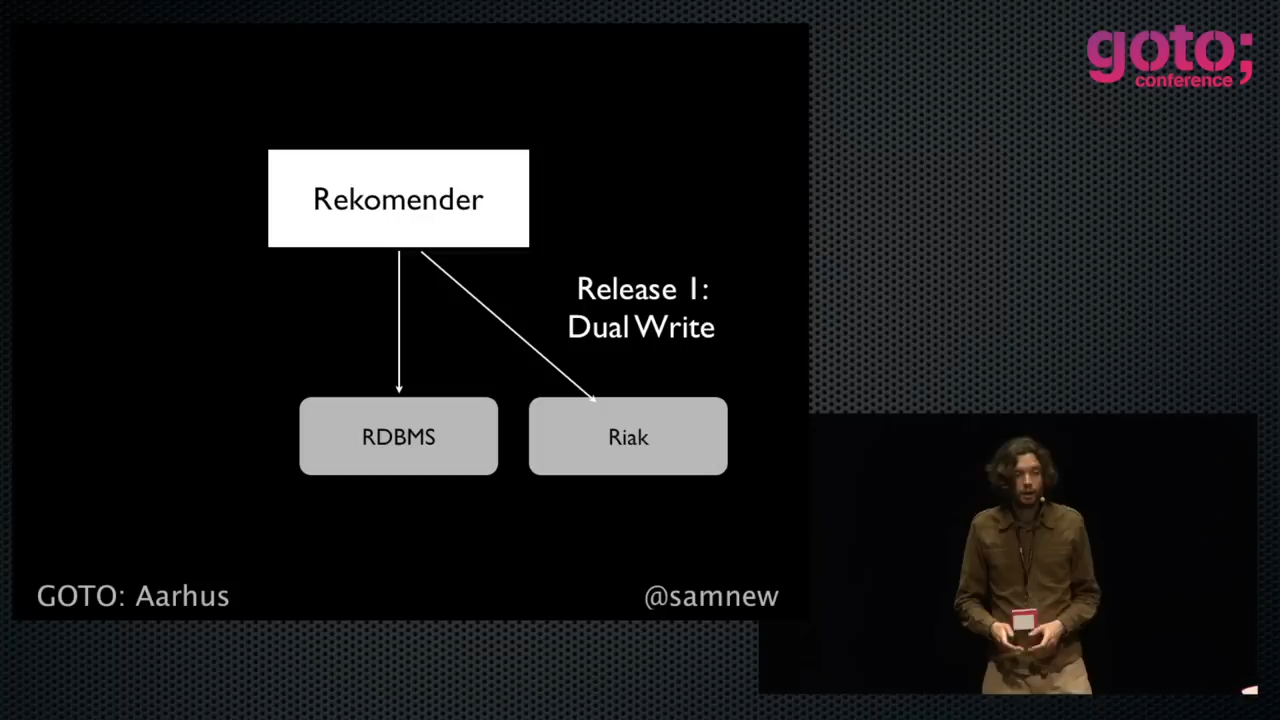 goto;
conference
Rekomender
Release 1:
Dual Write
RDBMS
Riak
GOTO: Aarhus
@samnew